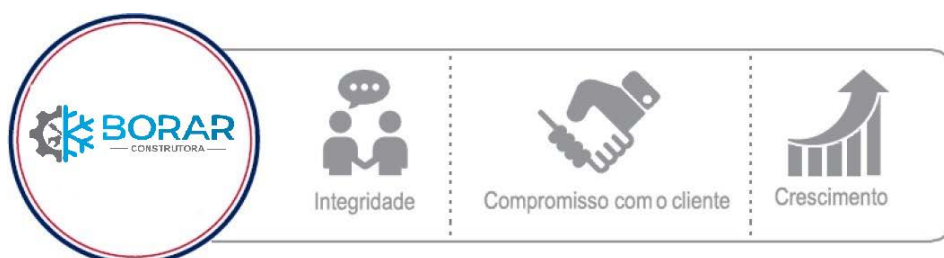 BORAR
CONSTRUTORA
Integridade
Compromisso com o cliente
Crescimento